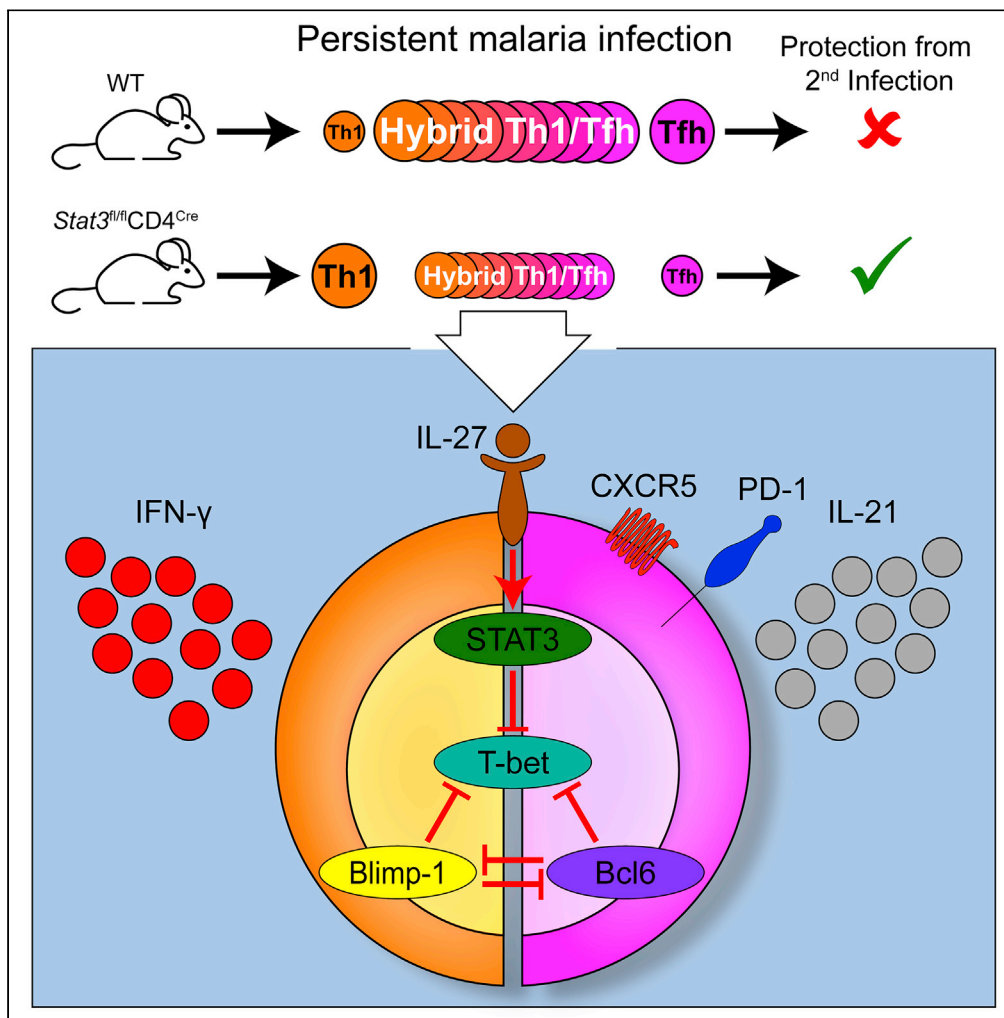 Persistent malaria infection
Protection from
2nd Infection
WT
Th1
Hybrid Th1/Tfh
Tfh
Stat3fl/flCD4Cre
Th1
Hybrid Th1/Tfh
Tfh
IL-27
CXCR5
PD-1
IFN-γ
IL-21
STAT3
T-bet
Blimp-1
Bcl6